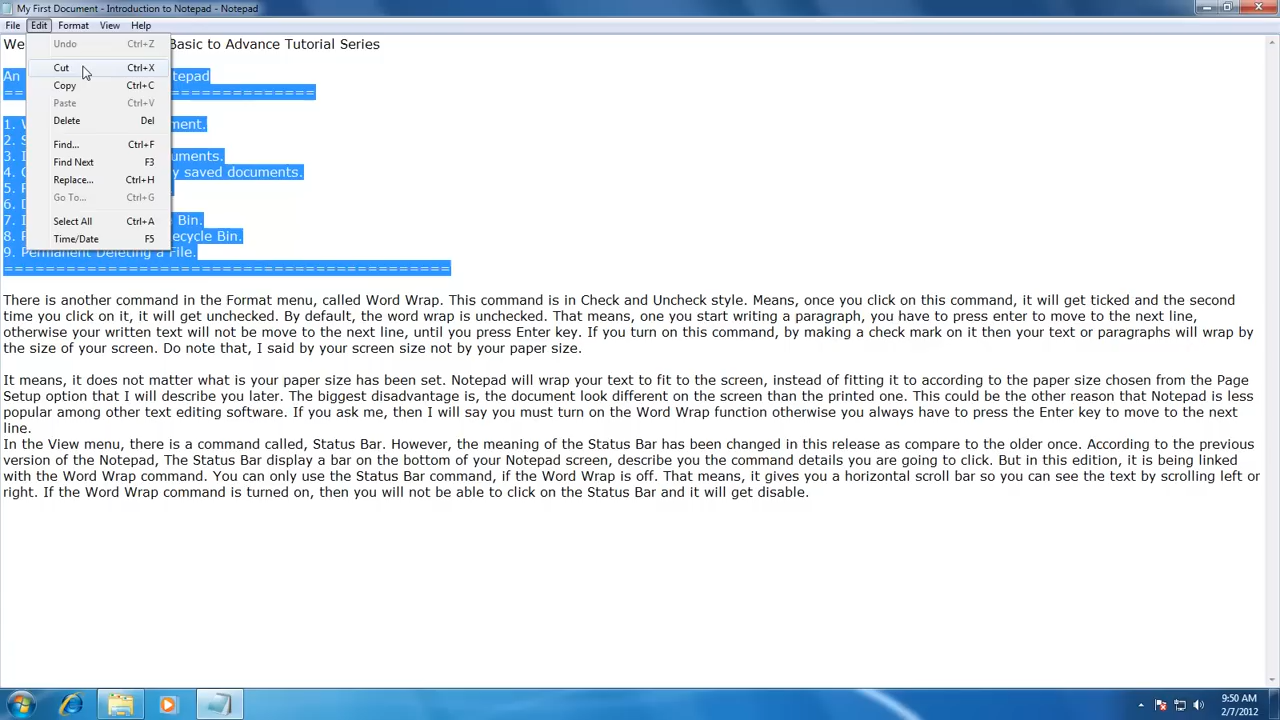 My First Document - Introduction to Notepad - Notepad
File Edit Format View Help
We Basic to Advance Tutorial Series
Undo Ctrl+Z
Cut Ctrl+X
Copy Ctrl+C
Paste Ctrl+V
Delete Del
Find... Ctrl+F
Find Next F3
Replace... Ctrl+H
Go To... Ctrl+G
Select All Ctrl+A
Time/Date F5
An tepad
== ==============
1. ment.
2. S
3. I uments.
4. y saved documents.
5.
6. D
7. I Bin.
8. ecycle Bin.
9. Permanent Deleting a File.
===========================================
There is another command in the Format menu, called Word Wrap. This command is in Check and Uncheck style. Means, once you click on this command, it will get ticked and the second
time you click on it, it will get unchecked. By default, the word wrap is unchecked. That means, one you start writing a paragraph, you have to press enter to move to the next line,
otherwise your written text will not be move to the next line, until you press Enter key. If you turn on this command, by making a check mark on it then your text or paragraphs will wrap by
the size of your screen. Do note that, I said by your screen size not by your paper size.
It means, it does not matter what is your paper size has been set. Notepad will wrap your text to fit to the screen, instead of fitting it to according to the paper size chosen from the Page
Setup option that I will describe you later. The biggest disadvantage is, the document look different on the screen than the printed one. This could be the other reason that Notepad is less
popular among other text editing software. If you ask me, then I will say you must turn on the Word Wrap function otherwise you always have to press the Enter key to move to the next
line.
In the View menu, there is a command called, Status Bar. However, the meaning of the Status Bar has been changed in this release as compare to the older once. According to the previous
version of the Notepad, The Status Bar display a bar on the bottom of your Notepad screen, describe you the command details you are going to click. But in this edition, it is being linked
with the Word Wrap command. You can only use the Status Bar command, if the Word Wrap is off. That means, it gives you a horizontal scroll bar so you can see the text by scrolling left or
right. If the Word Wrap command is turned on, then you will not be able to click on the Status Bar and it will get disable.
9:50 AM
2/7/2012